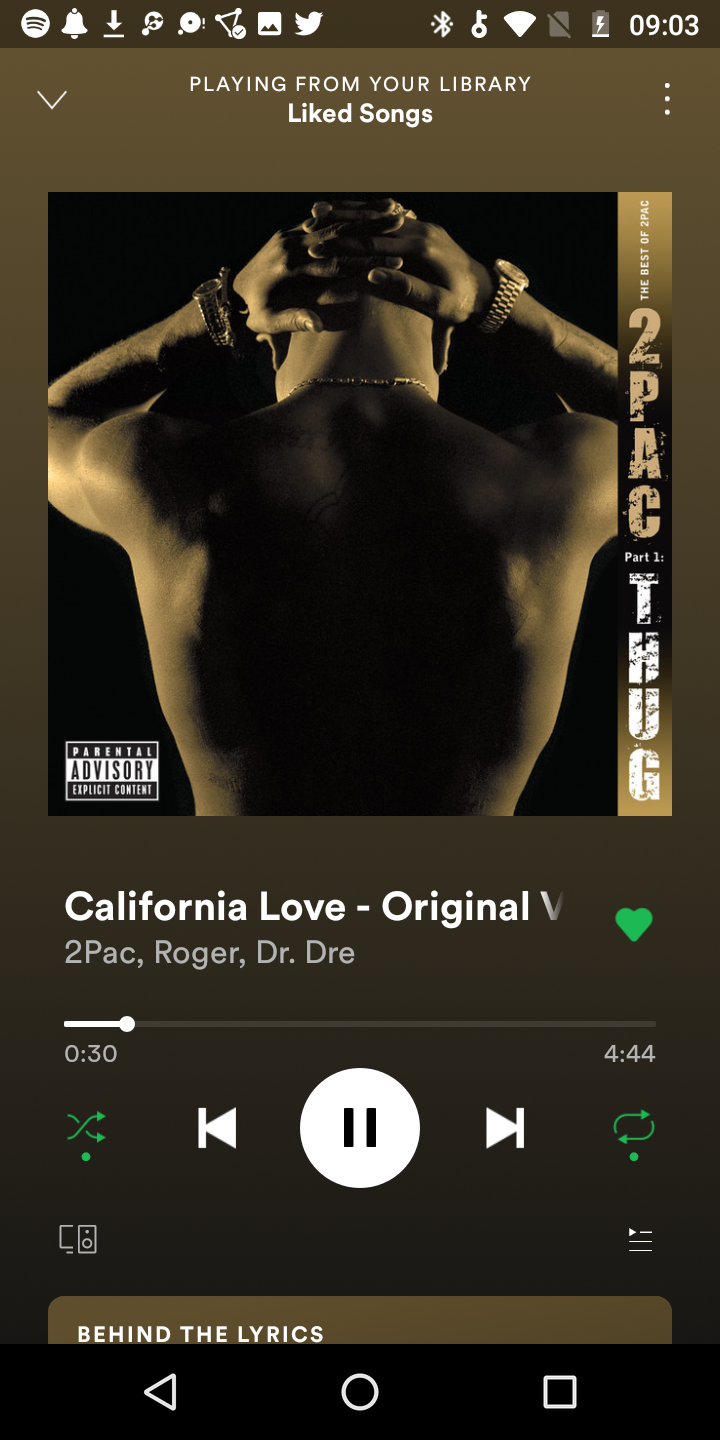 09:03
PLAYING FROM YOUR LIBRARY
Liked Songs
THE BEST OF 2PAC
2PAC
Part 1:
THUG
PARENTAL
ADVISORY
EXPLICIT CONTENT
California Love - Original V
2Pac, Roger, Dr. Dre
0:30
4:44
BEHIND THE LYRICS